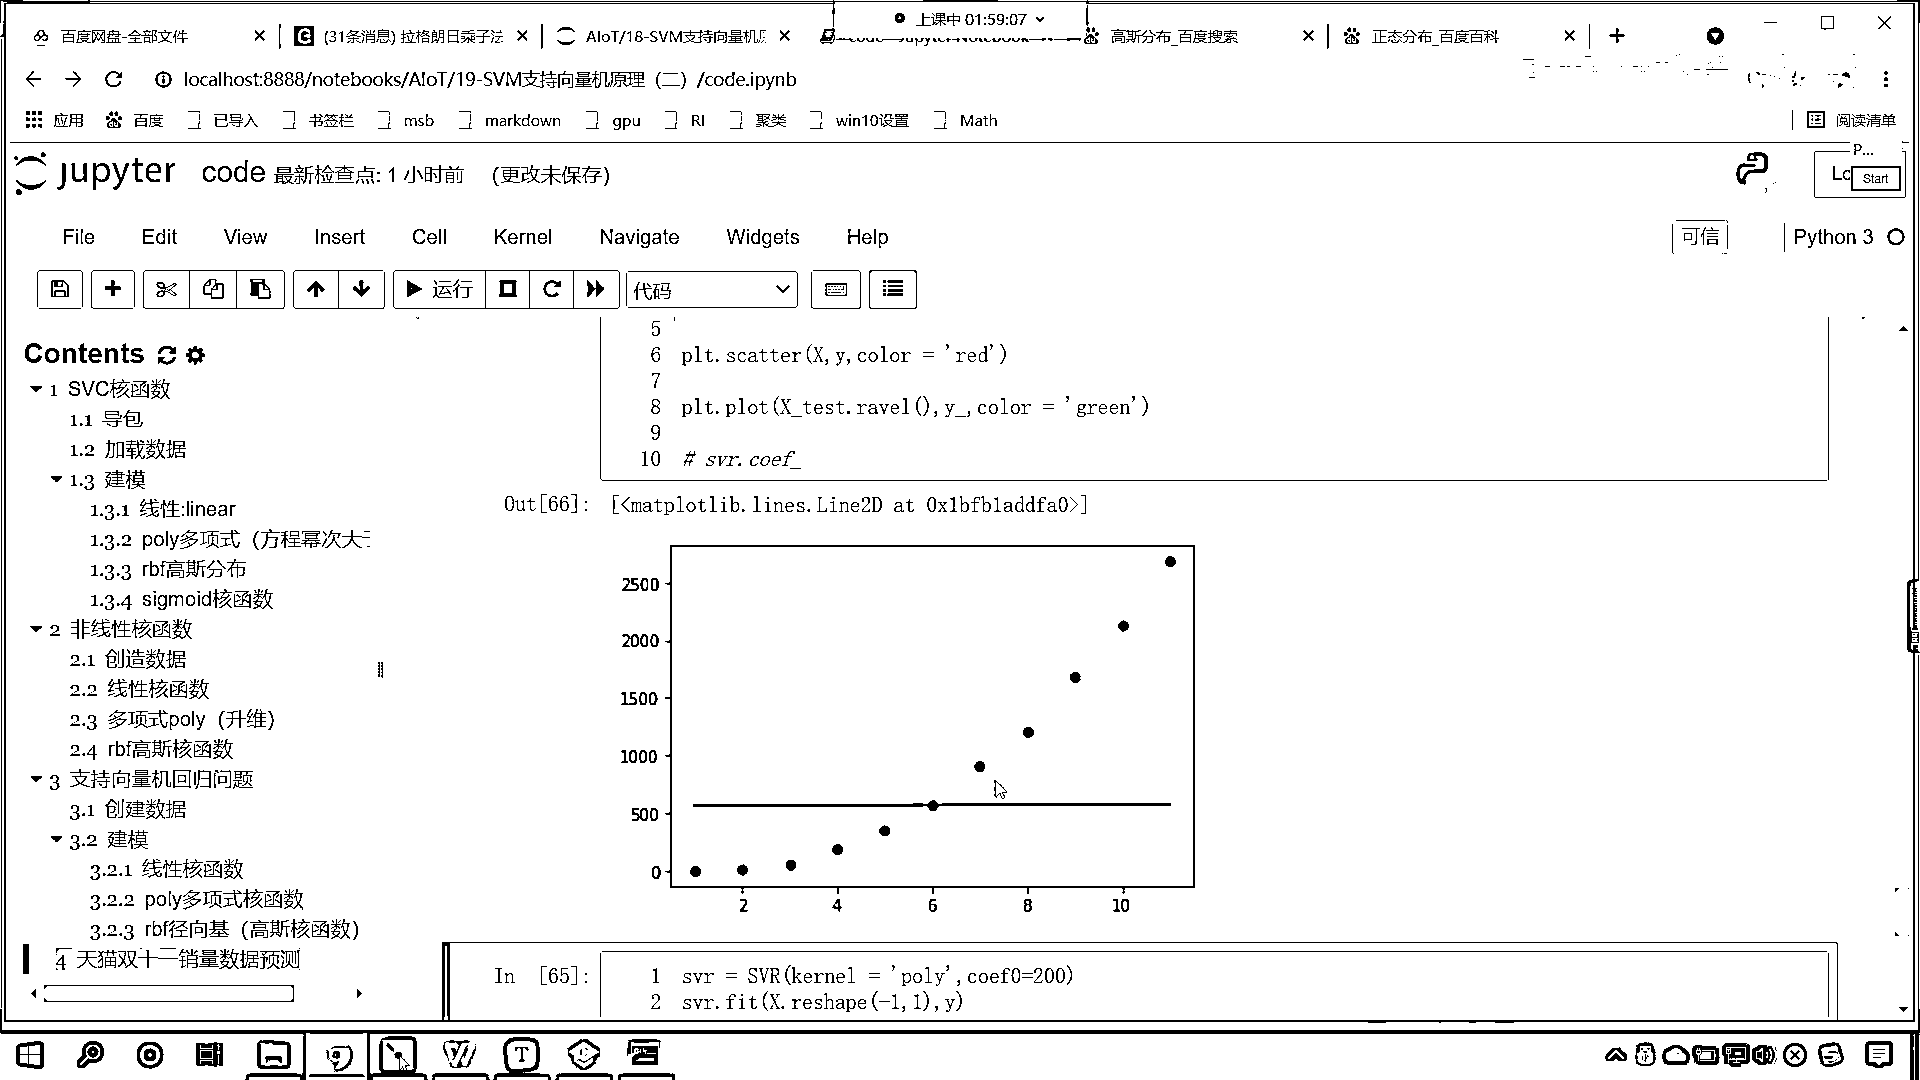 上课中 01:59:07
百度网盘-全部文件
(31条消息) 拉格朗日乘子法
AIoT/18-SVM支持向量机原
code - Jupyter Notebook
高斯分布_百度搜索
正态分布_百度百科
localhost:8888/notebooks/AIoT/19-SVM支持向量机原理（二）/code.ipynb
应用 百度 已导入 书签栏 msb markdown gpu RI 聚类 win10设置 Math 阅读清单
jupyter code 最新检查点: 1 小时前 (更改未保存)
P...
Start
File Edit View Insert Cell Kernel Navigate Widgets Help 可信 Python 3
运行 代码
Contents
1 SVC核函数
1.1 导包
1.2 加载数据
1.3 建模
1.3.1 线性:linear
1.3.2 poly多项式（方程幂次大于
1.3.3 rbf高斯分布
1.3.4 sigmoid核函数
2 非线性核函数
2.1 创造数据
2.2 线性核函数
2.3 多项式poly（升维）
2.4 rbf高斯核函数
3 支持向量机回归问题
3.1 创建数据
3.2 建模
3.2.1 线性核函数
3.2.2 poly多项式核函数
3.2.3 rbf径向基（高斯核函数）
4 天猫双十一销量数据预测
5
6 plt.scatter(X,y,color = 'red')
7
8 plt.plot(X_test.ravel(),y_,color = 'green')
9
10 # svr.coef_
Out[66]: [<matplotlib.lines.Line2D at 0x1bfb1addfa0>]
2500
2000
1500
1000
500
0
2 4 6 8 10
In [65]: 1 svr = SVR(kernel = 'poly',coef0=200)
2 svr.fit(X.reshape(-1,1),y)